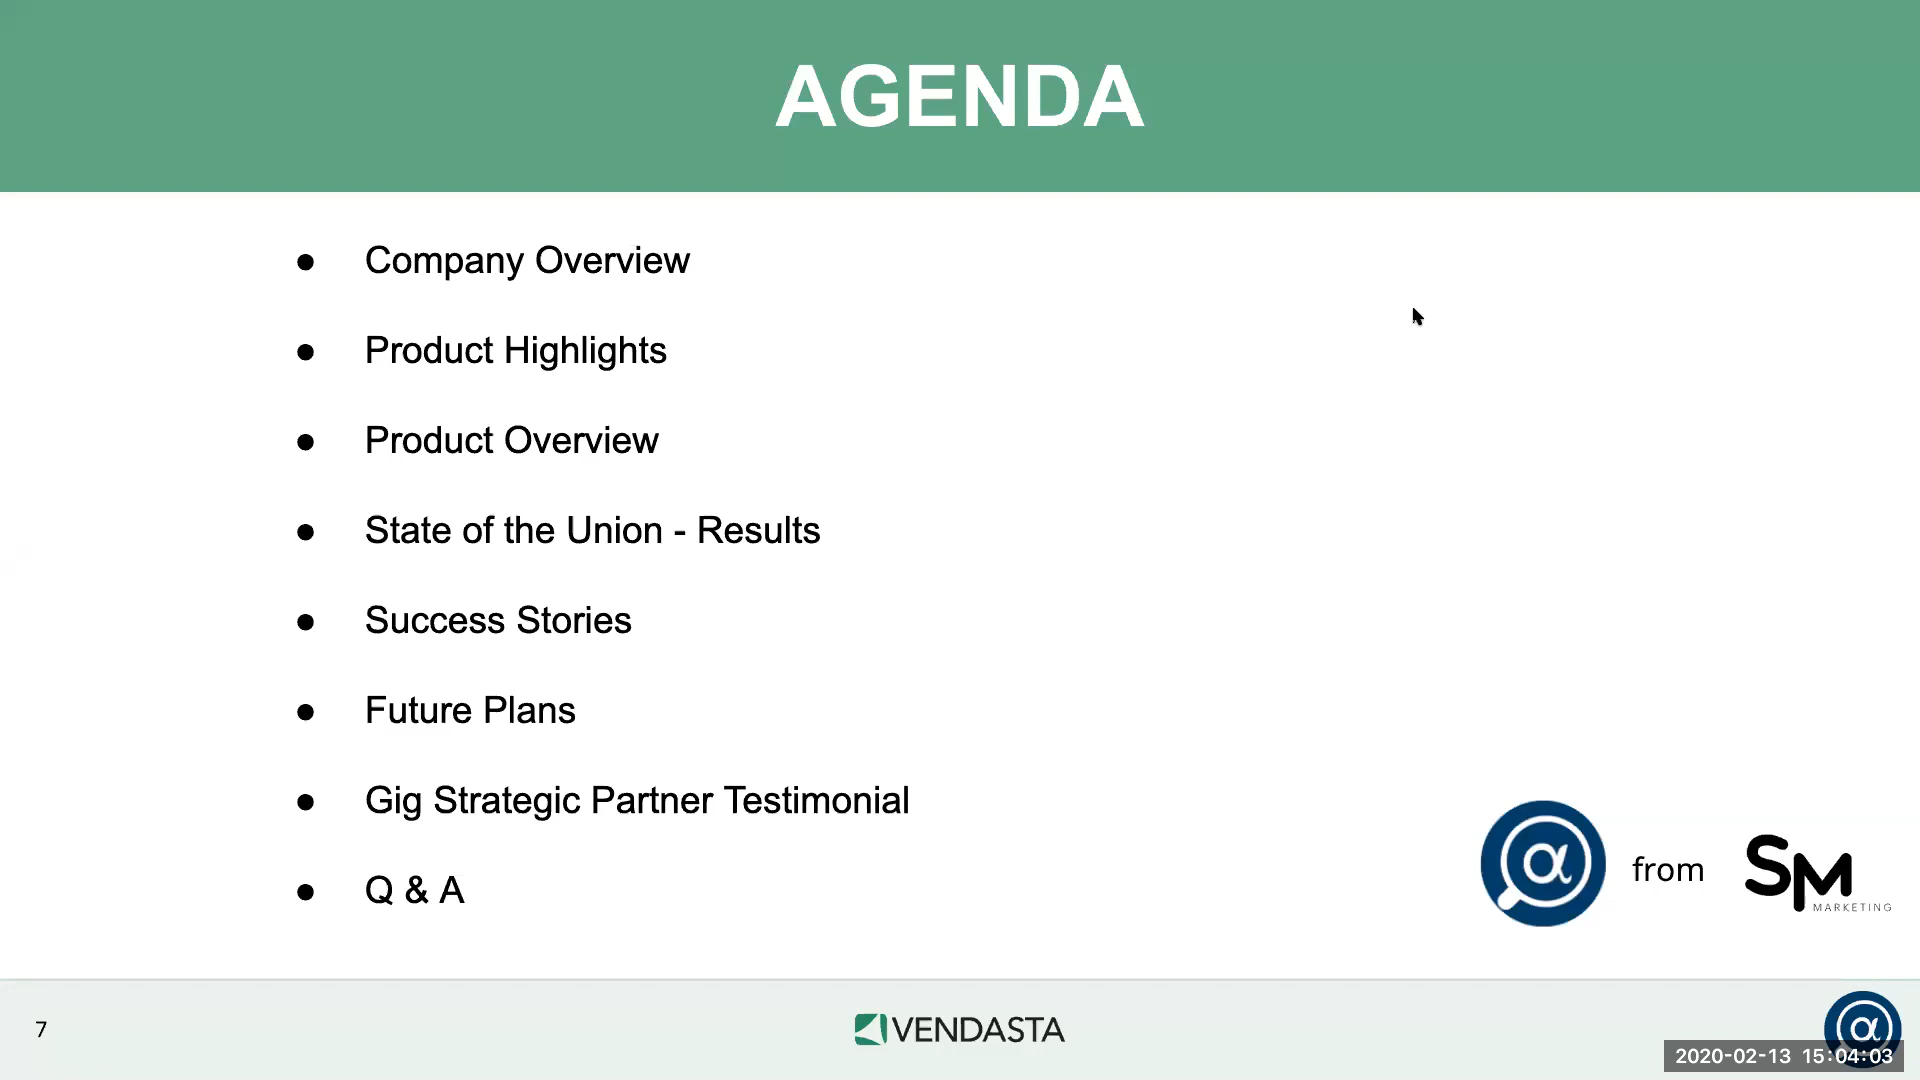 AGENDA
● Company Overview
● Product Highlights
● Product Overview
● State of the Union - Results
● Success Stories
● Future Plans
● Gig Strategic Partner Testimonial
● Q & A
α from SM MARKETING
7
VENDASTA
α
2020-02-13 15:04:03